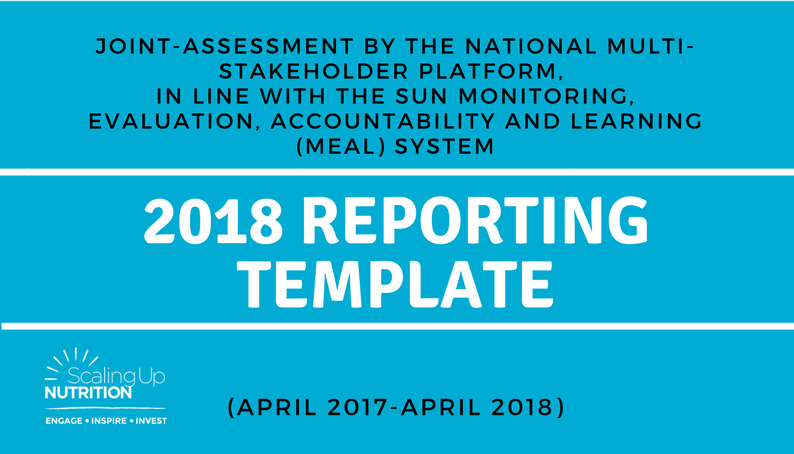 JOINT-ASSESSMENT BY THE NATIONAL MULTI-
STAKEHOLDER PLATFORM,
IN LINE WITH THE SUN MONITORING,
EVALUATION, ACCOUNTABILITY AND LEARNING
(MEAL) SYSTEM
2018 REPORTING
TEMPLATE
Scaling Up
NUTRITION
ENGAGE • INSPIRE • INVEST
(APRIL 2017-APRIL 2018)